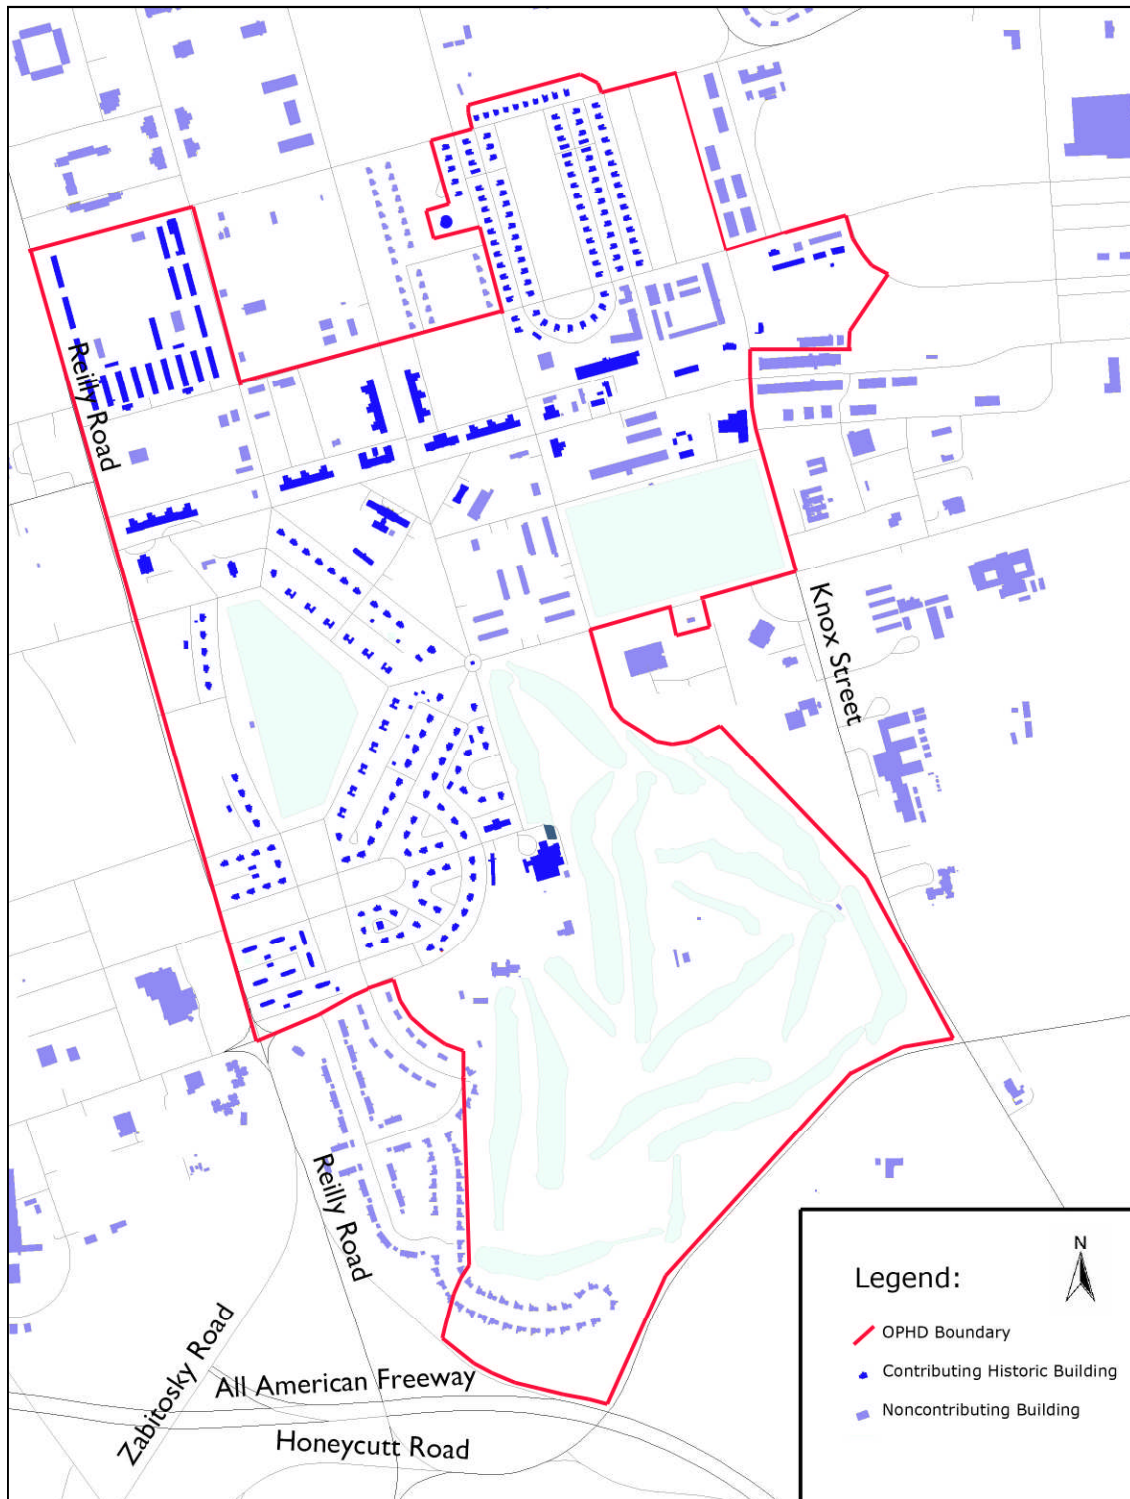 Reilly Road
Knox Street
Reilly Road
Zabitosky Road
All American Freeway
Honeycutt Road
N
Legend:
OPHD Boundary
Contributing Historic Building
Noncontributing Building